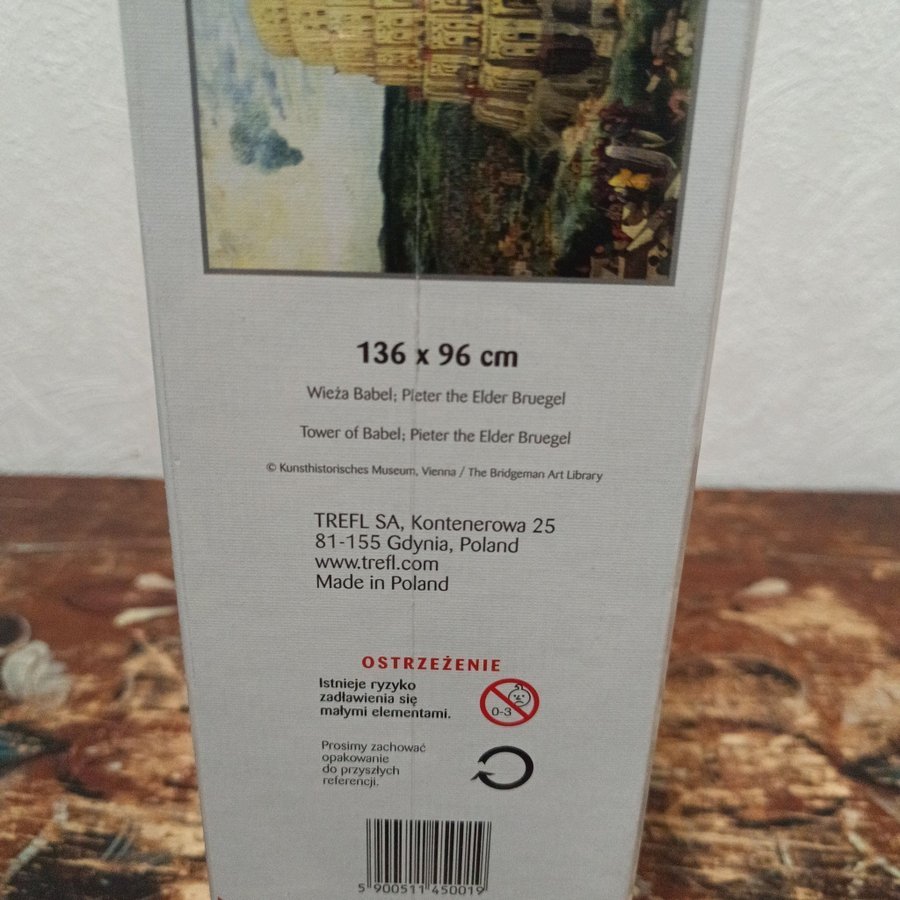 136 x 96 cm
Wieża Babel; Pieter the Elder Bruegel
Tower of Babel; Pieter the Elder Bruegel
© Kunsthistorisches Museum, Vienna / The Bridgeman Art Library
TREFL SA, Kontenerowa 25
81-155 Gdynia, Poland
www.trefl.com
Made in Poland
OSTRZEŻENIE
Istnieje ryzyko
zadławienia się
małymi elementami.
0-3
Prosimy zachować
opakowanie
do przyszłych
referencji.
5 900511 450019